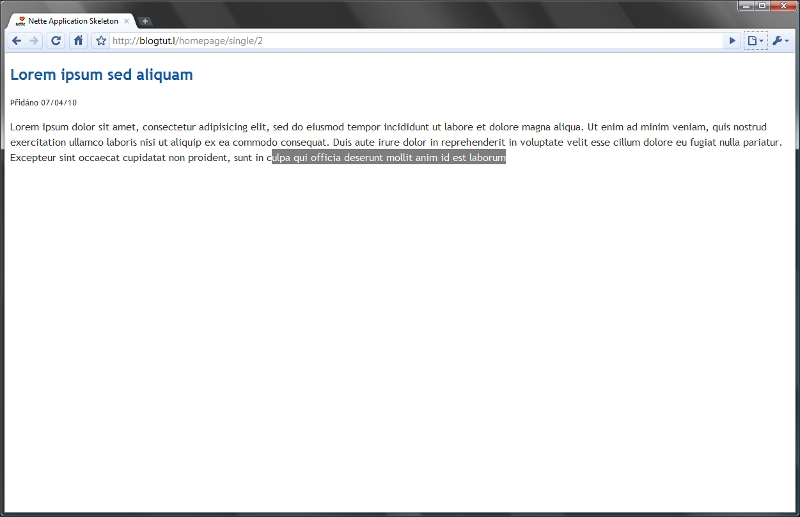 Nette Application Skeleton
http://blogtut.l/homepage/single/2
Lorem ipsum sed aliquam
Přidáno 07/04/10
Lorem ipsum dolor sit amet, consectetur adipisicing elit, sed do eiusmod tempor incididunt ut labore et dolore magna aliqua. Ut enim ad minim veniam, quis nostrud
exercitation ullamco laboris nisi ut aliquip ex ea commodo consequat. Duis aute irure dolor in reprehenderit in voluptate velit esse cillum dolore eu fugiat nulla pariatur.
Excepteur sint occaecat cupidatat non proident, sunt in culpa qui officia deserunt mollit anim id est laborum